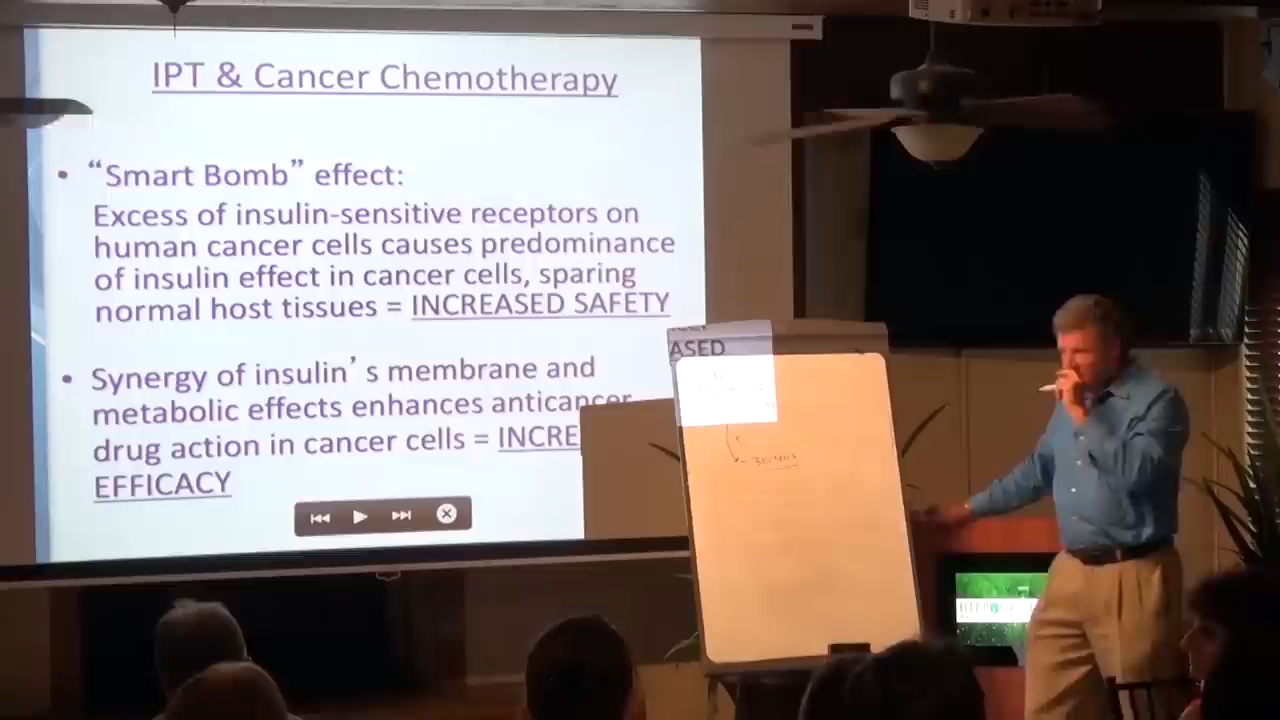 IPT & Cancer Chemotherapy
• “Smart Bomb” effect:
Excess of insulin-sensitive receptors on
human cancer cells causes predominance
of insulin effect in cancer cells, sparing
normal host tissues = INCREASED SAFETY
• Synergy of insulin’s membrane and
metabolic effects enhances anticancer
drug action in cancer cells = INCRE
ASED
EFFICACY